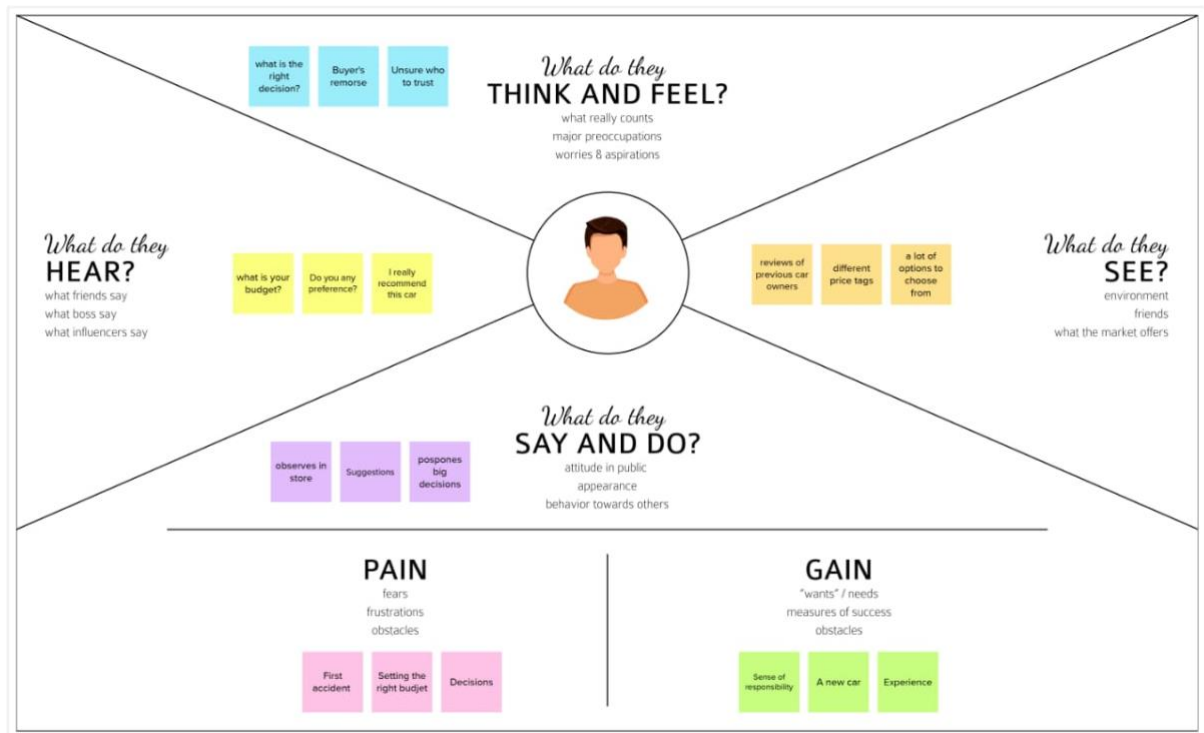 what is the
right
decision?
Buyer's
remorse
Unsure who
to trust
What do they
THINK AND FEEL?
what really counts
major preoccupations
worries & aspirations
What do they
HEAR?
what friends say
what boss say
what influencers say
what is your
budget?
Do you any
preference?
I really
recommend
this car
reviews of
previous car
owners
different
price tags
a lot of
options to
choose
from
What do they
SEE?
environment
friends
what the market offers
What do they
SAY AND DO?
attitude in public
appearance
behavior towards others
observes in
store
Suggestions
pospones
big
decisions
PAIN
fears
frustrations
obstacles
First
accident
Setting the
right budjet
Decisions
GAIN
"wants" / needs
measures of success
obstacles
Sense of
responsibility
A new car
Experience